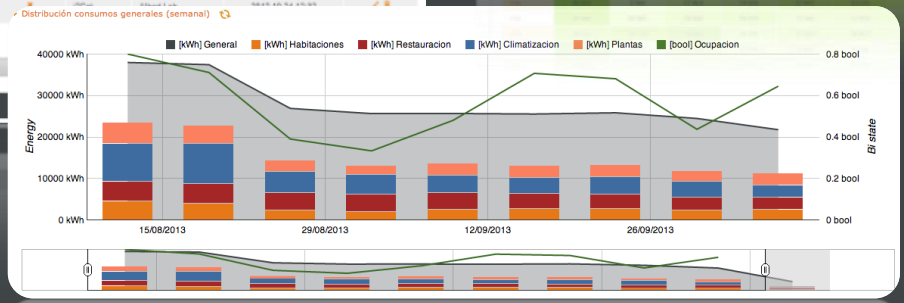 Distribución consumos generales (semanal)
[kWh] General [kWh] Habitaciones [kWh] Restauracion [kWh] Climatizacion [kWh] Plantas [bool] Ocupacion
40000 kWh 0.8 bool
30000 kWh 0.6 bool
20000 kWh 0.4 bool
10000 kWh 0.2 bool
0 kWh 0 bool
Energy
Bi state
15/08/2013 29/08/2013 12/09/2013 26/09/2013